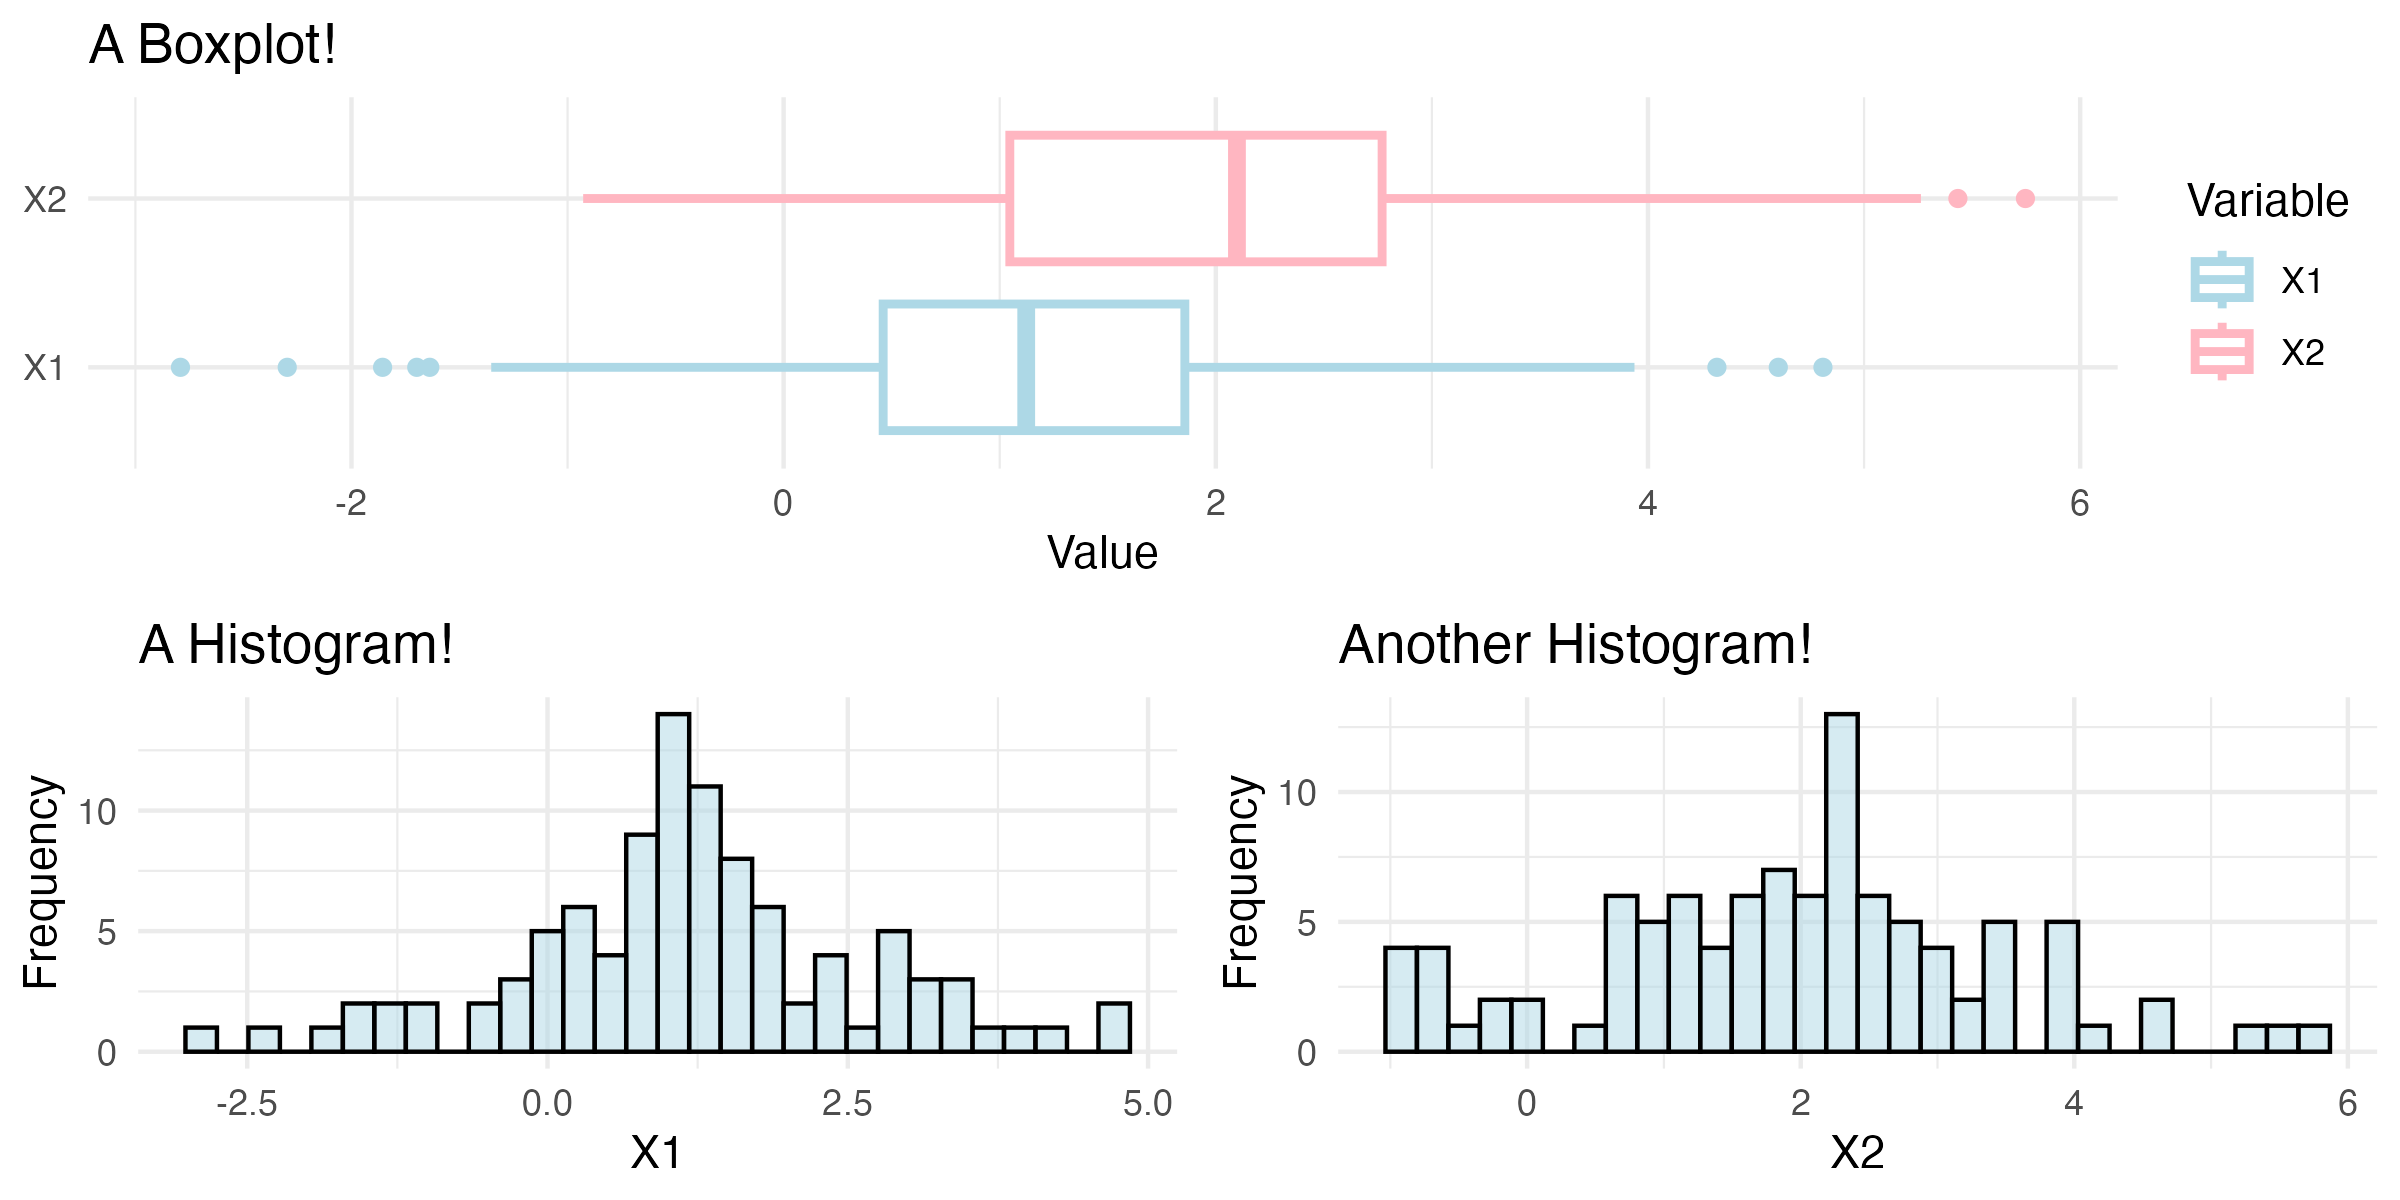 A Boxplot!
X2
X1
-2 0 2 4 6
Value
Variable
X1
X2
A Histogram!
Frequency
10
5
0
-2.5 0.0 2.5 5.0
X1
Another Histogram!
Frequency
10
5
0
0 2 4 6
X2